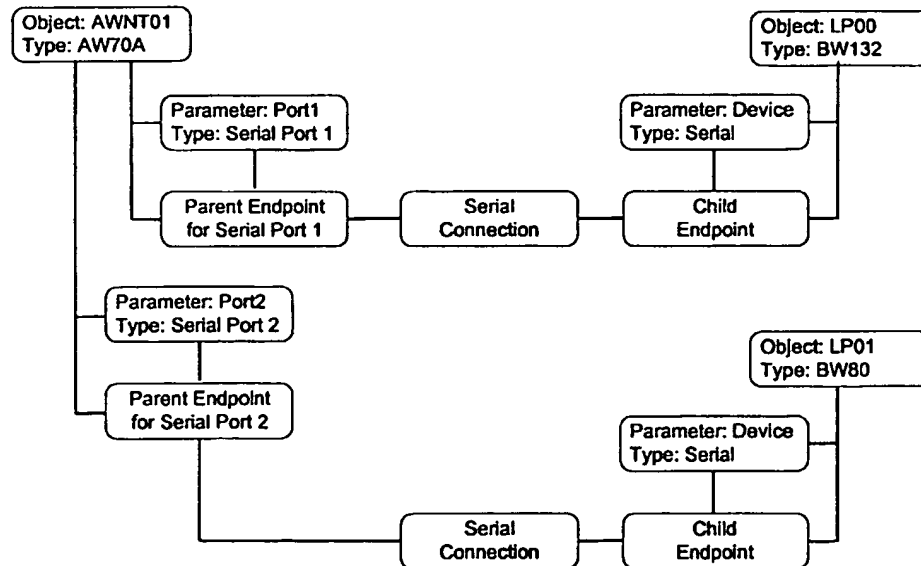 Object: AWNT01
Type: AW70A
Object: LP00
Type: BW132
Parameter: Port1
Type: Serial Port 1
Parameter: Device
Type: Serial
Parent Endpoint
for Serial Port 1
Serial
Connection
Child
Endpoint
Parameter: Port2
Type: Serial Port 2
Object: LP01
Type: BW80
Parent Endpoint
for Serial Port 2
Parameter: Device
Type: Serial
Serial
Connection
Child
Endpoint